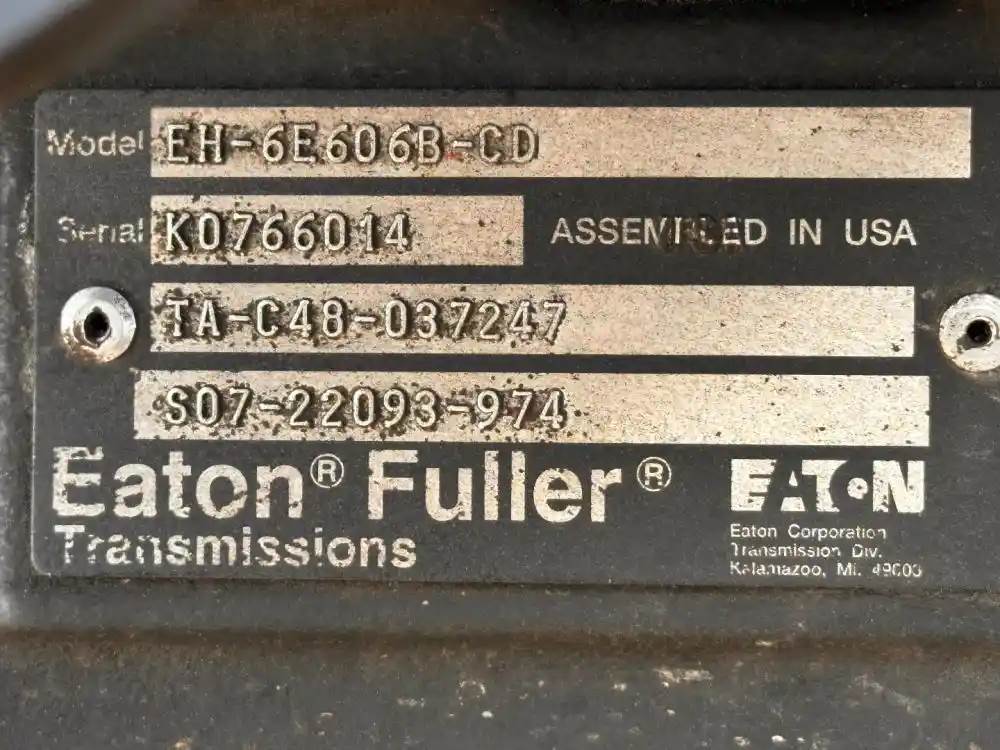 Model EH-6E606B-CD
Serial K0766014 ASSEMBLED IN USA
TA-C48-037247
S07-22093-974
Eaton® Fuller®
Transmissions
EATON
Eaton Corporation
Transmission Div.
Kalamazoo, MI. 49003